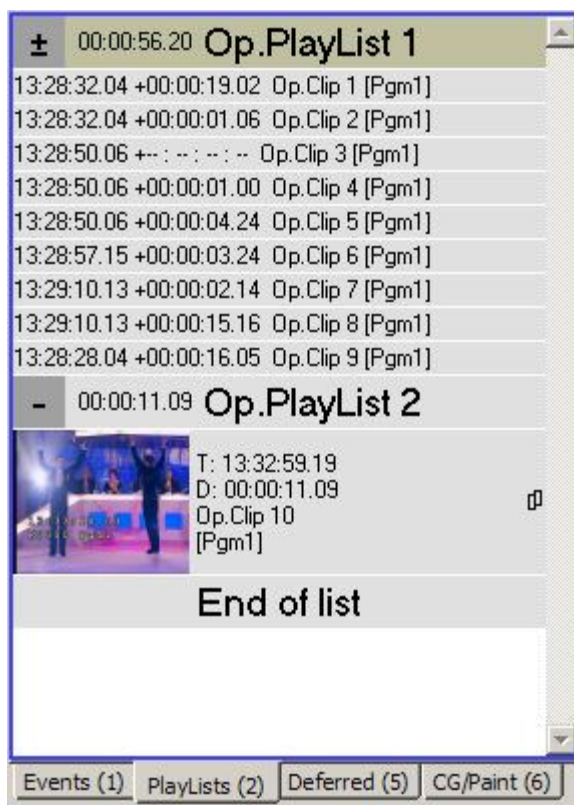 ± 00:00:56.20 Op.PlayList 1
13:28:32.04 +00:00:19.02 Op.Clip 1 [Pgm1]
13:28:32.04 +00:00:01.06 Op.Clip 2 [Pgm1]
13:28:50.06 +-- : -- : -- : -- Op.Clip 3 [Pgm1]
13:28:50.06 +00:00:01.00 Op.Clip 4 [Pgm1]
13:28:50.06 +00:00:04.24 Op.Clip 5 [Pgm1]
13:28:57.15 +00:00:03.24 Op.Clip 6 [Pgm1]
13:29:10.13 +00:00:02.14 Op.Clip 7 [Pgm1]
13:29:10.13 +00:00:15.16 Op.Clip 8 [Pgm1]
13:28:28.04 +00:00:16.05 Op.Clip 9 [Pgm1]
- 00:00:11.09 Op.PlayList 2
T: 13:32:59.19
D: 00:00:11.09
Op.Clip 10
[Pgm1]
End of list
Events (1) PlayLists (2) Deferred (5) CG/Paint (6)